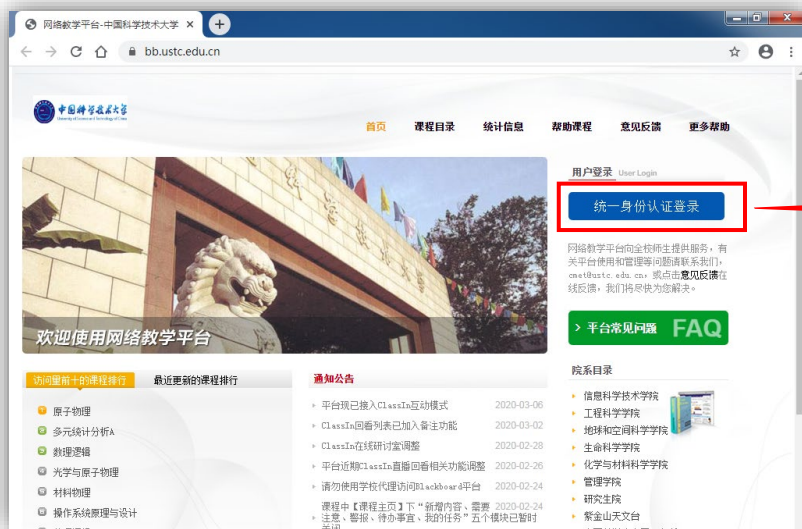 网络教学平台-中国科学技术大学
bb.ustc.edu.cn
中国科学技术大学
University of Science and Technology of China
首页 课程目录 统计信息 帮助课程 意见反馈 更多帮助
欢迎使用网络教学平台
用户登录 User Login
统一身份认证登录
网络教学平台向全校师生提供服务，有
关平台使用和管理等问题请联系我们，
cmet@ustc.edu.cn，或点击意见反馈在
线反馈，我们将尽快为您解决。
> 平台常见问题 FAQ
访问量前十的课程排行 最近更新的课程排行
原子物理
多元统计分析A
数理逻辑
光学与原子物理
材料物理
操作系统原理与设计
通知公告
平台现已接入ClassIn互动模式 2020-03-06
ClassIn回看列表已加入备注功能 2020-03-02
ClassIn在线研讨室调整 2020-02-28
平台近期ClassIn直播回看相关功能调整 2020-02-26
请勿使用学校代理访问Blackboard平台 2020-02-24
课程中【课程主页】下“新增内容、需要 2020-02-24
注意、警报、待办事宜、我的任务”五个模块已暂时
关闭
院系目录
信息科学技术学院
工程科学学院
地球和空间科学学院
生命科学学院
化学与材料科学学院
管理学院
研究生院
紫金山天文台